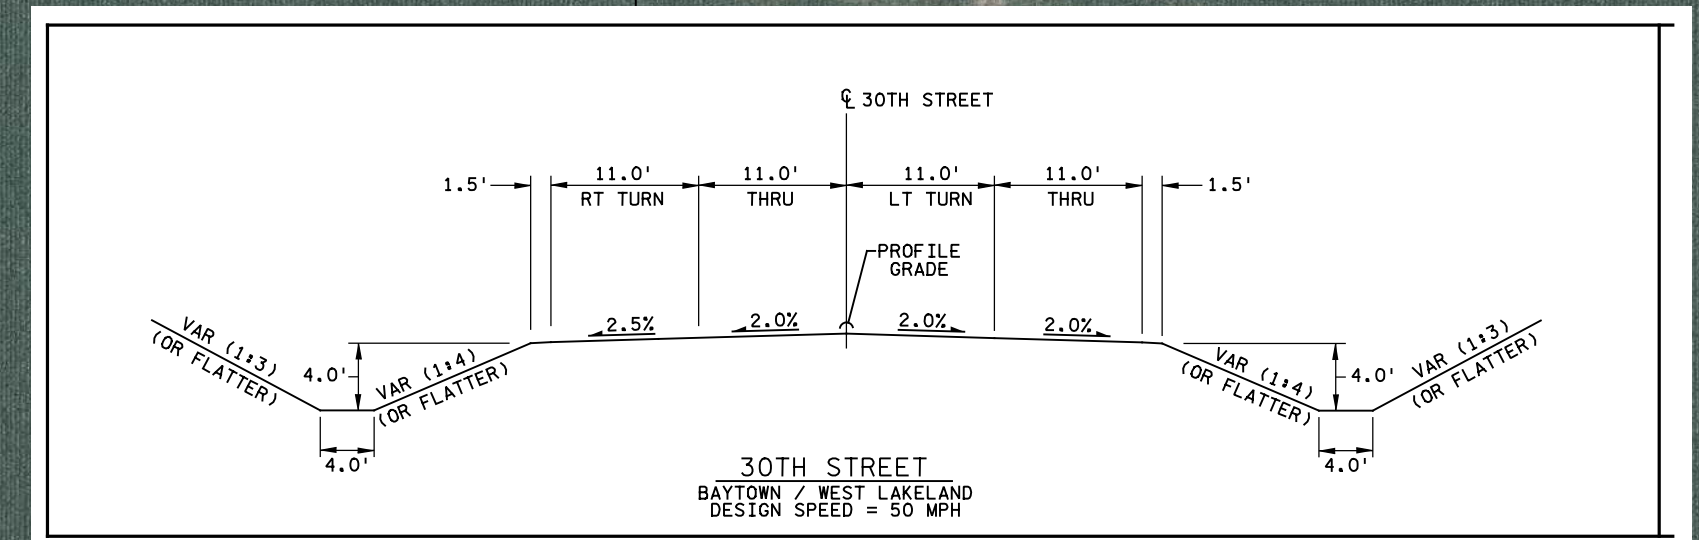 ℄ 30TH STREET
1.5'
11.0'
11.0'
11.0'
11.0'
1.5'
RT TURN
THRU
LT TURN
THRU
PROFILE
GRADE
2.5%
2.0%
2.0%
2.0%
VAR (1:3)
(OR FLATTER)
4.0'
VAR (1:4)
(OR FLATTER)
VAR (1:4)
(OR FLATTER)
4.0'
VAR (1:3)
(OR FLATTER)
4.0'
4.0'
30TH STREET
BAYTOWN / WEST LAKELAND
DESIGN SPEED = 50 MPH